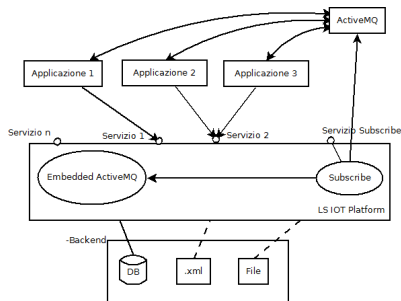 ActiveMQ
Applicazione 1
Applicazione 2
Applicazione 3
Servizio n
Servizio 1
Servizio 2
Servizio Subscribe
Embedded ActiveMQ
Subscribe
LS IOT Platform
-Backend
DB
.xml
File